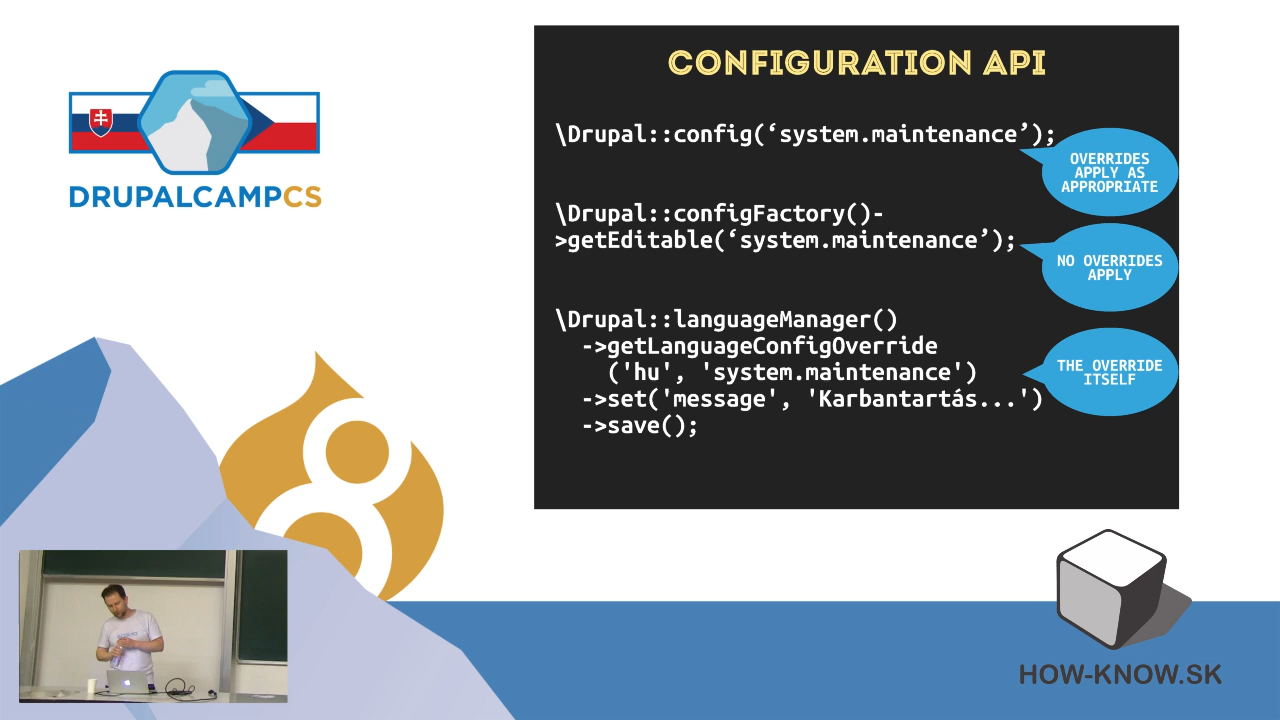 DRUPALCAMPCS
CONFIGURATION API
\Drupal::config(‘system.maintenance’);
OVERRIDES
APPLY AS
APPROPRIATE
\Drupal::configFactory()-
>getEditable(‘system.maintenance’);
NO OVERRIDES
APPLY
\Drupal::languageManager()
->getLanguageConfigOverride
('hu', 'system.maintenance')
->set('message', 'Karbantartás...')
->save();
THE OVERRIDE
ITSELF
HOW-KNOW.SK